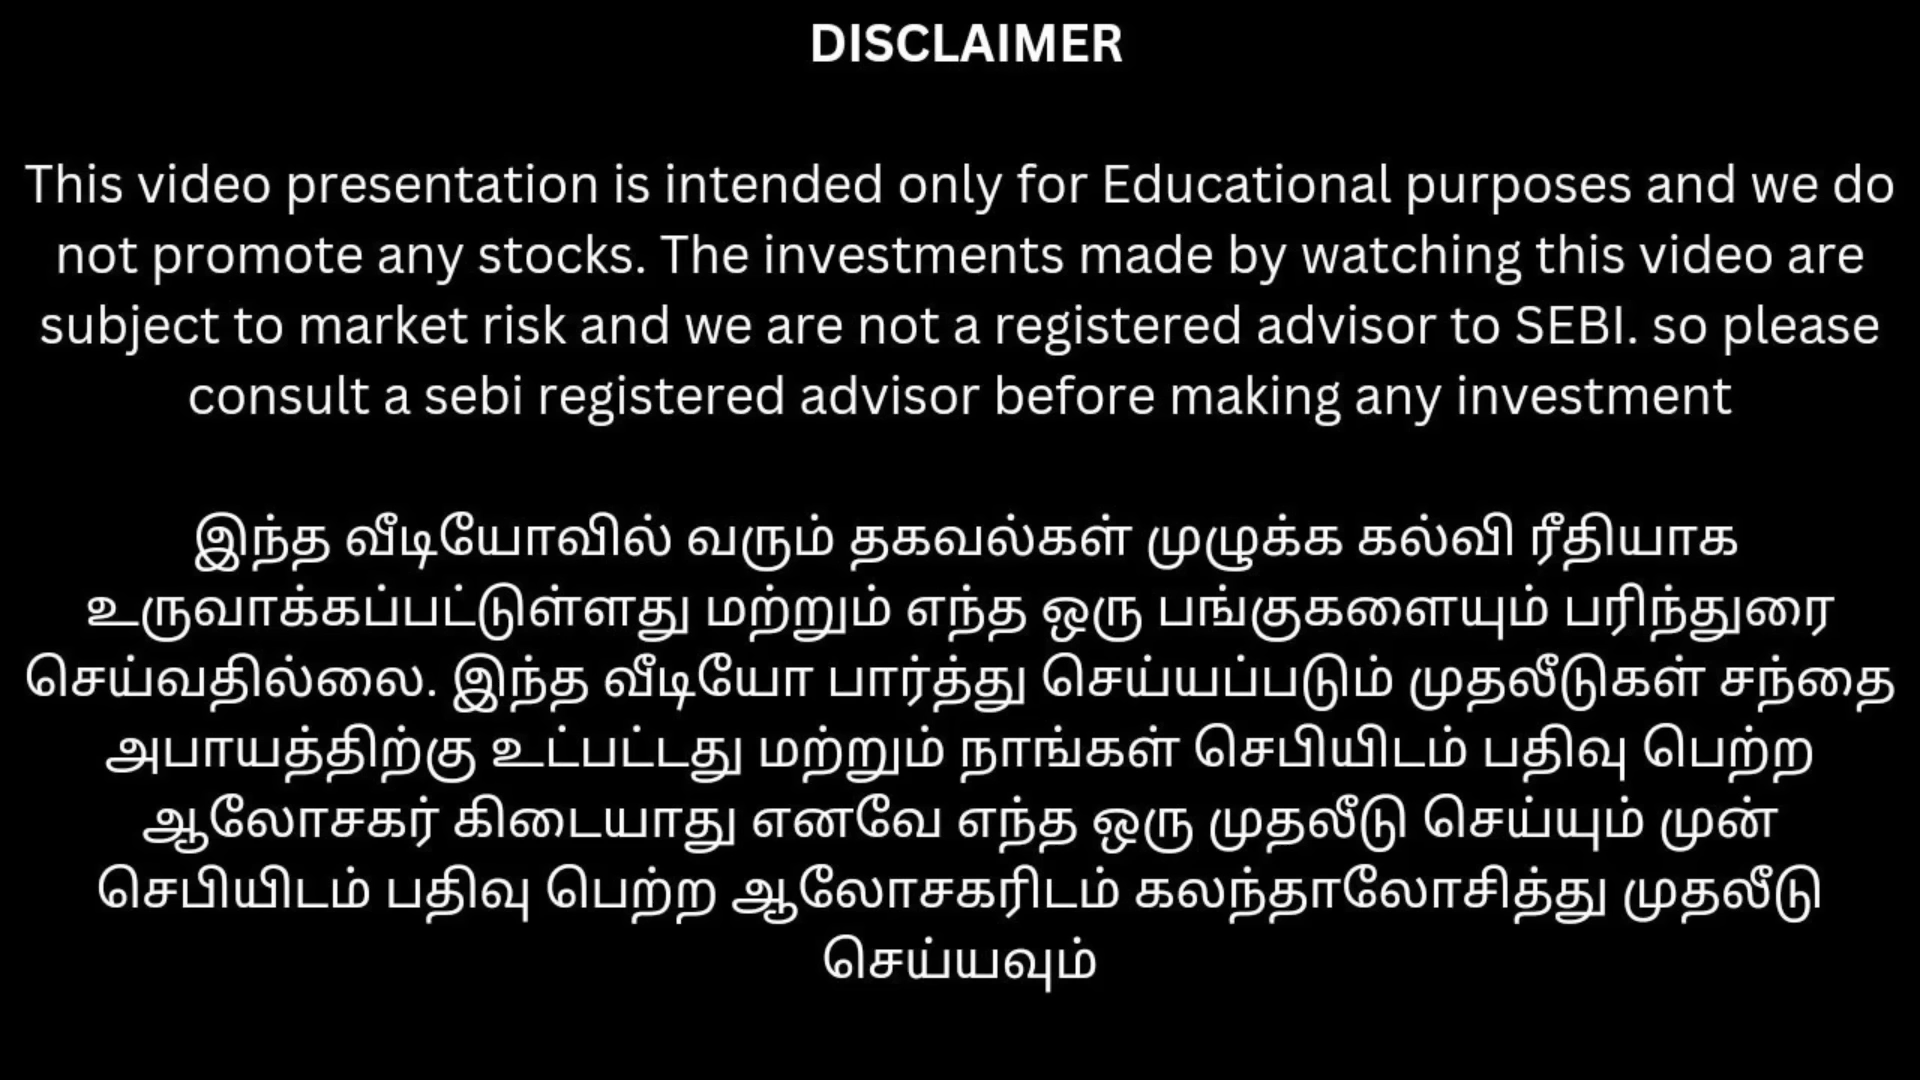 DISCLAIMER
This video presentation is intended only for Educational purposes and we do
not promote any stocks. The investments made by watching this video are
subject to market risk and we are not a registered advisor to SEBI. so please
consult a sebi registered advisor before making any investment
இந்த வீடியோவில் வரும் தகவல்கள் முழுக்க கல்வி ரீதியாக
உருவாக்கப்பட்டுள்ளது மற்றும் எந்த ஒரு பங்குகளையும் பரிந்துரை
செய்வதில்லை. இந்த வீடியோ பார்த்து செய்யப்படும் முதலீடுகள் சந்தை
அபாயத்திற்கு உட்பட்டது மற்றும் நாங்கள் செபியிடம் பதிவு பெற்ற
ஆலோசகர் கிடையாது எனவே எந்த ஒரு முதலீடு செய்யும் முன்
செபியிடம் பதிவு பெற்ற ஆலோசகரிடம் கலந்தாலோசித்து முதலீடு
செய்யவும்